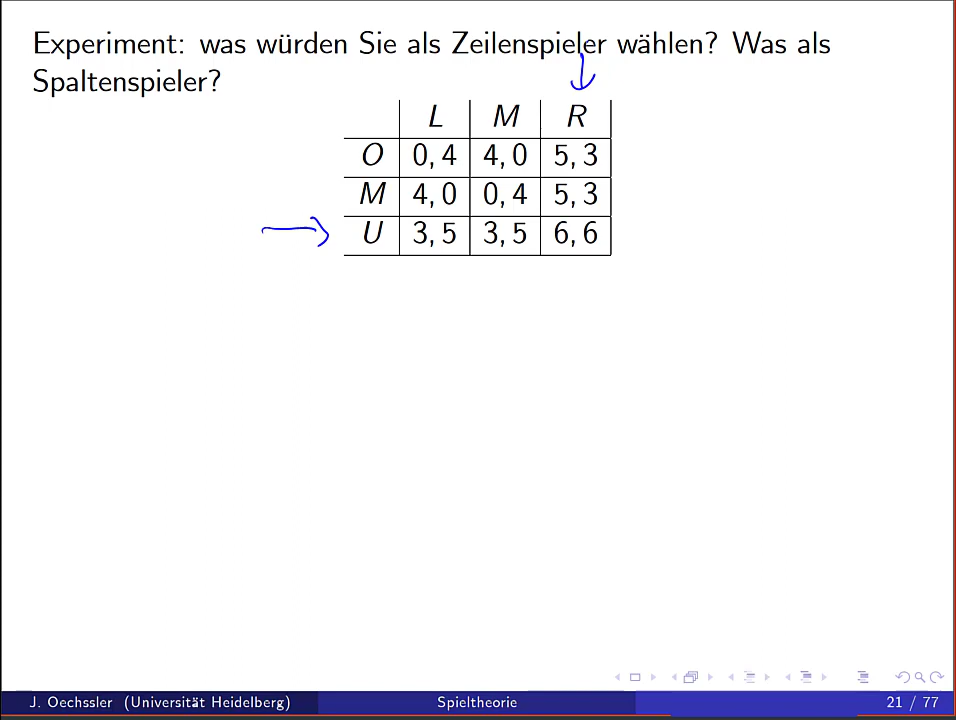 Experiment: was würden Sie als Zeilenspieler wählen? Was als
Spaltenspieler?
L M R
O 0, 4 4, 0 5, 3
M 4, 0 0, 4 5, 3
U 3, 5 3, 5 6, 6
J. Oechssler (Universität Heidelberg) Spieltheorie 21 / 77